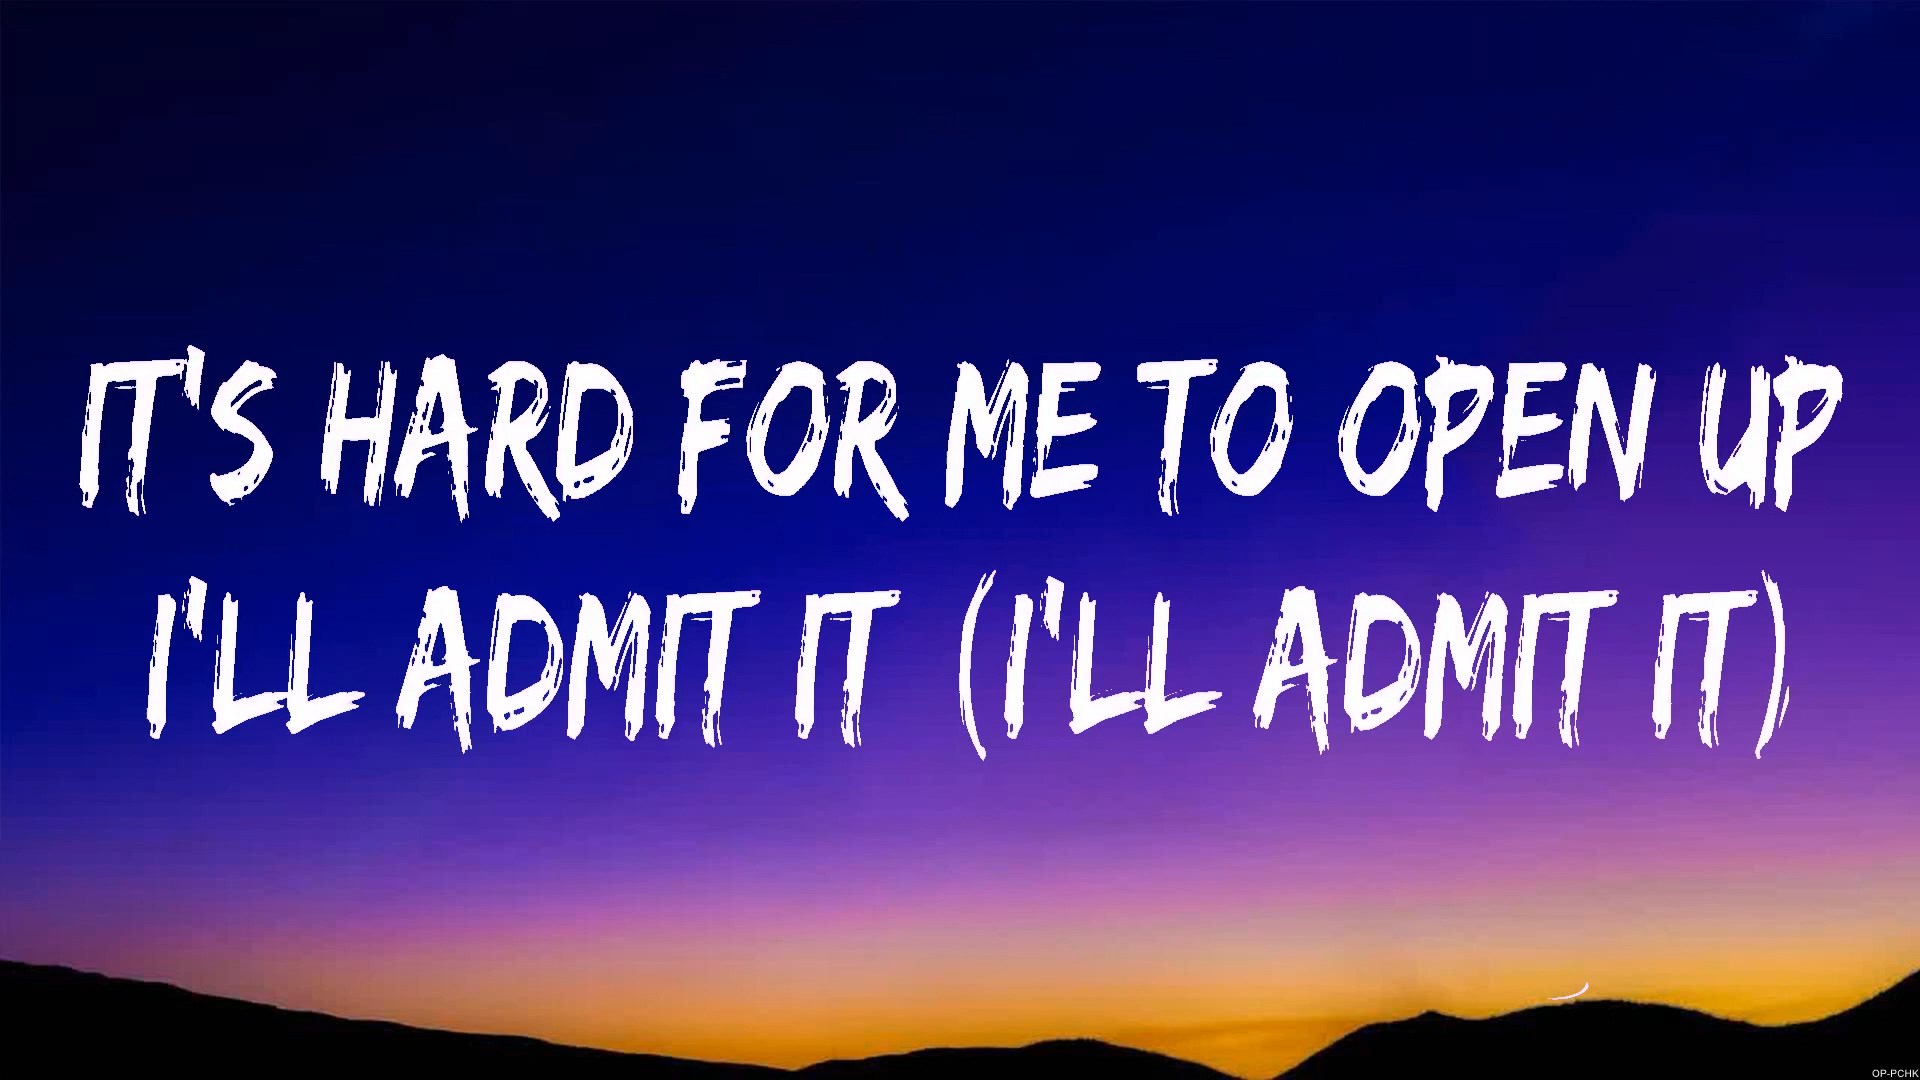 IT'S HARD FOR ME TO OPEN UP
I'LL ADMIT IT (I'LL ADMIT IT)
OP-PCHK